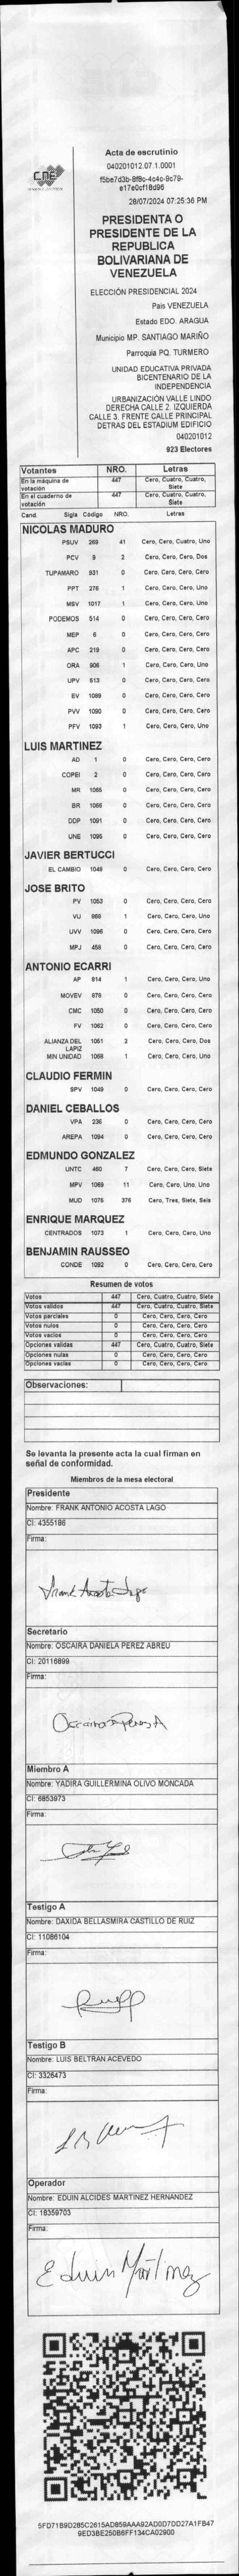 CNE
Acta de escrutinio
040201012.07.1.0001
f5be7d3b-8f8c-4c4c-9c79-
e17e0cf18d96
28/07/2024 07:25:36 PM
PRESIDENTA O
PRESIDENTE DE LA
REPUBLICA
BOLIVARIANA DE
VENEZUELA
ELECCIÓN PRESIDENCIAL 2024
Pais VENEZUELA
Estado EDO. ARAGUA
Municipio MP. SANTIAGO MARIÑO
Parroquia PQ. TURMERO
UNIDAD EDUCATIVA PRIVADA
BICENTENARIO DE LA
INDEPENDENCIA
URBANIZACIÓN VALLE LINDO
DERECHA CALLE 2. IZQUIERDA
CALLE 3. FRENTE CALLE PRINCIPAL
DETRAS DEL ESTADIUM EDIFICIO
040201012
923 Electores
Votantes NRO. Letras
En la máquina de votación 447 Cero, Cuatro, Cuatro, Siete
En el cuaderno de votación 447 Cero, Cuatro, Cuatro, Siete
Cand. Sigla Código NRO. Letras
NICOLAS MADURO
PSUV 269 41 Cero, Cero, Cuatro, Uno
PCV 9 2 Cero, Cero, Cero, Dos
TUPAMARO 931 0 Cero, Cero, Cero, Cero
PPT 276 1 Cero, Cero, Cero, Uno
MSV 1017 1 Cero, Cero, Cero, Uno
PODEMOS 514 0 Cero, Cero, Cero, Cero
MEP 6 0 Cero, Cero, Cero, Cero
APC 219 0 Cero, Cero, Cero, Cero
ORA 906 1 Cero, Cero, Cero, Uno
UPV 613 0 Cero, Cero, Cero, Cero
EV 1089 0 Cero, Cero, Cero, Cero
PVV 1090 0 Cero, Cero, Cero, Cero
PFV 1093 1 Cero, Cero, Cero, Uno
LUIS MARTINEZ
AD 1 0 Cero, Cero, Cero, Cero
COPEI 2 0 Cero, Cero, Cero, Cero
MR 1065 0 Cero, Cero, Cero, Cero
BR 1066 0 Cero, Cero, Cero, Cero
DDP 1091 0 Cero, Cero, Cero, Cero
UNE 1095 0 Cero, Cero, Cero, Cero
JAVIER BERTUCCI
EL CAMBIO 1048 0 Cero, Cero, Cero, Cero
JOSE BRITO
PV 1053 0 Cero, Cero, Cero, Cero
VU 968 1 Cero, Cero, Cero, Uno
UVV 1096 0 Cero, Cero, Cero, Cero
MPJ 458 0 Cero, Cero, Cero, Cero
ANTONIO ECARRI
AP 814 1 Cero, Cero, Cero, Uno
MOVEV 878 0 Cero, Cero, Cero, Cero
CMC 1050 0 Cero, Cero, Cero, Cero
FV 1062 0 Cero, Cero, Cero, Cero
ALIANZA DEL LAPIZ 1051 2 Cero, Cero, Cero, Dos
MIN UNIDAD 1068 1 Cero, Cero, Cero, Uno
CLAUDIO FERMIN
SPV 1049 0 Cero, Cero, Cero, Cero
DANIEL CEBALLOS
VPA 236 0 Cero, Cero, Cero, Cero
AREPA 1094 0 Cero, Cero, Cero, Cero
EDMUNDO GONZALEZ
UNTC 460 7 Cero, Cero, Cero, Siete
MPV 1069 11 Cero, Cero, Uno, Uno
MUD 1075 376 Cero, Tres, Siete, Seis
ENRIQUE MARQUEZ
CENTRADOS 1073 1 Cero, Cero, Cero, Uno
BENJAMIN RAUSSEO
CONDE 1092 0 Cero, Cero, Cero, Cero
Resumen de votos
Votos 447 Cero, Cuatro, Cuatro, Siete
Votos validos 447 Cero, Cuatro, Cuatro, Siete
Votos parciales 0 Cero, Cero, Cero, Cero
Votos nulos 0 Cero, Cero, Cero, Cero
Votos vacios 0 Cero, Cero, Cero, Cero
Opciones validas 447 Cero, Cuatro, Cuatro, Siete
Opciones nulas 0 Cero, Cero, Cero, Cero
Opciones vacias 0 Cero, Cero, Cero, Cero
Observaciones:
Se levanta la presente acta la cual firman en
señal de conformidad.
Miembros de la mesa electoral
Presidente
Nombre: FRANK ANTONIO ACOSTA LAGO
CI: 4355186
Firma:
Frank Acosta Lago
Secretario
Nombre: OSCAIRA DANIELA PEREZ ABREU
CI: 20116899
Firma:
Oscaira Perez A
Miembro A
Nombre: YADIRA GUILLERMINA OLIVO MONCADA
CI: 6853973
Firma:
Testigo A
Nombre: DAXIDA BELLASMIRA CASTILLO DE RUIZ
CI: 11086104
Firma:
Testigo B
Nombre: LUIS BELTRAN ACEVEDO
CI: 3326473
Firma:
Operador
Nombre: EDUIN ALCIDES MARTINEZ HERNANDEZ
CI: 18359703
Firma:
Eduin Martinez
5FD71B9D285C2615AD859AAA92AD0D7DD27A1FB47
9ED3BE250B6FF134CA02900